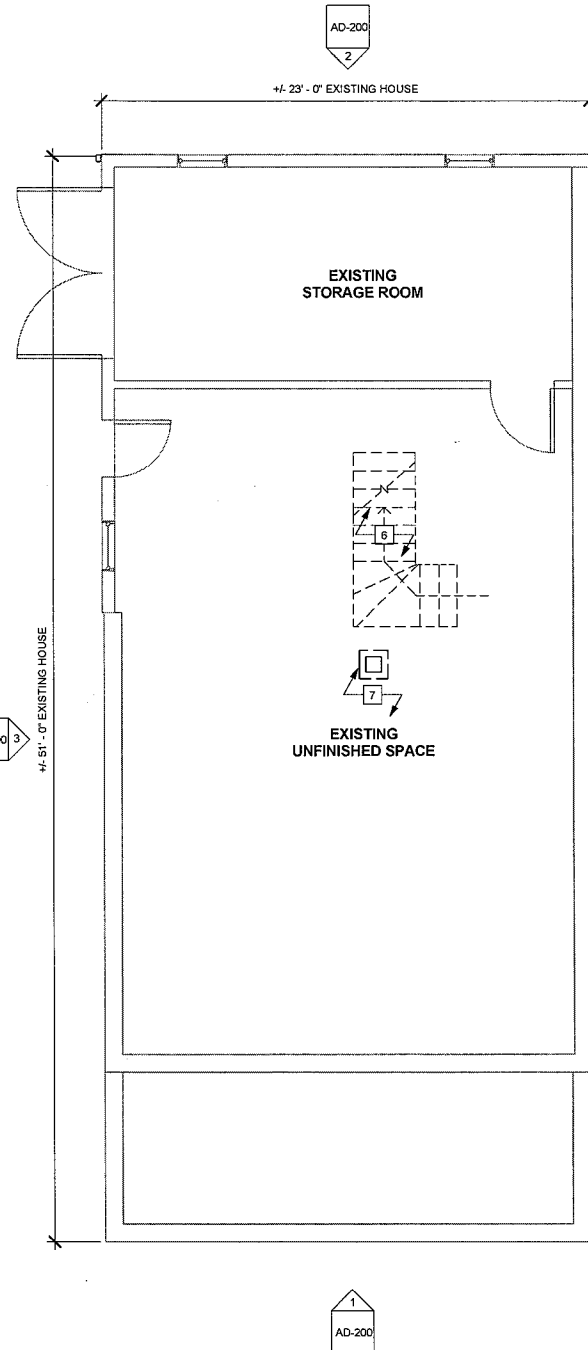 AD-200
2
+/- 23' - 0" EXISTING HOUSE
EXISTING
STORAGE ROOM
6
7
EXISTING
UNFINISHED SPACE
+/- 51' - 0" EXISTING HOUSE
3
1
AD-200